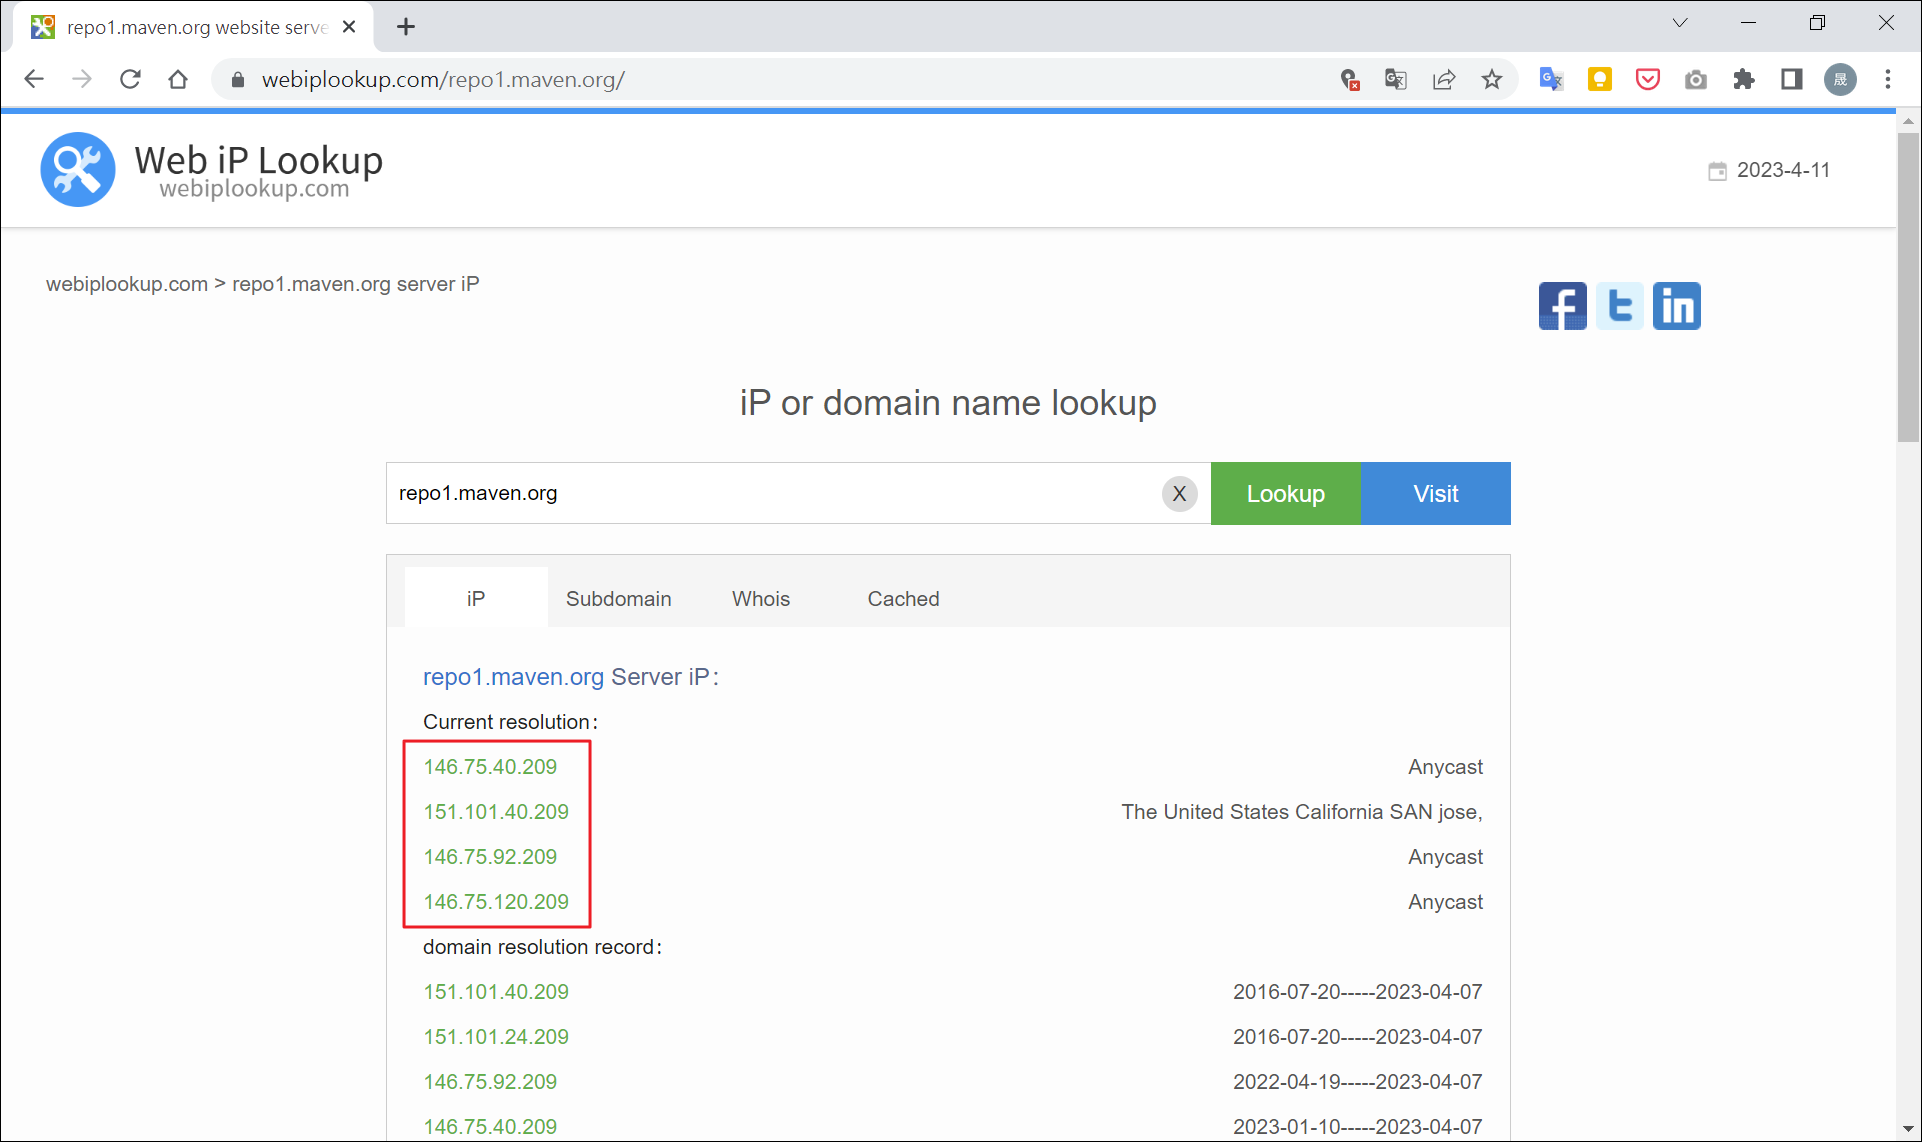 repo1.maven.org website serve
webiplookup.com/repo1.maven.org/
晟
Web iP Lookup
webiplookup.com
2023-4-11
webiplookup.com > repo1.maven.org server iP
iP or domain name lookup
repo1.maven.org X Lookup Visit
iP Subdomain Whois Cached
repo1.maven.org Server iP:
Current resolution:
146.75.40.209 Anycast
151.101.40.209 The United States California SAN jose,
146.75.92.209 Anycast
146.75.120.209 Anycast
domain resolution record:
151.101.40.209 2016-07-20-----2023-04-07
151.101.24.209 2016-07-20-----2023-04-07
146.75.92.209 2022-04-19-----2023-04-07
146.75.40.209 2023-01-10-----2023-04-07